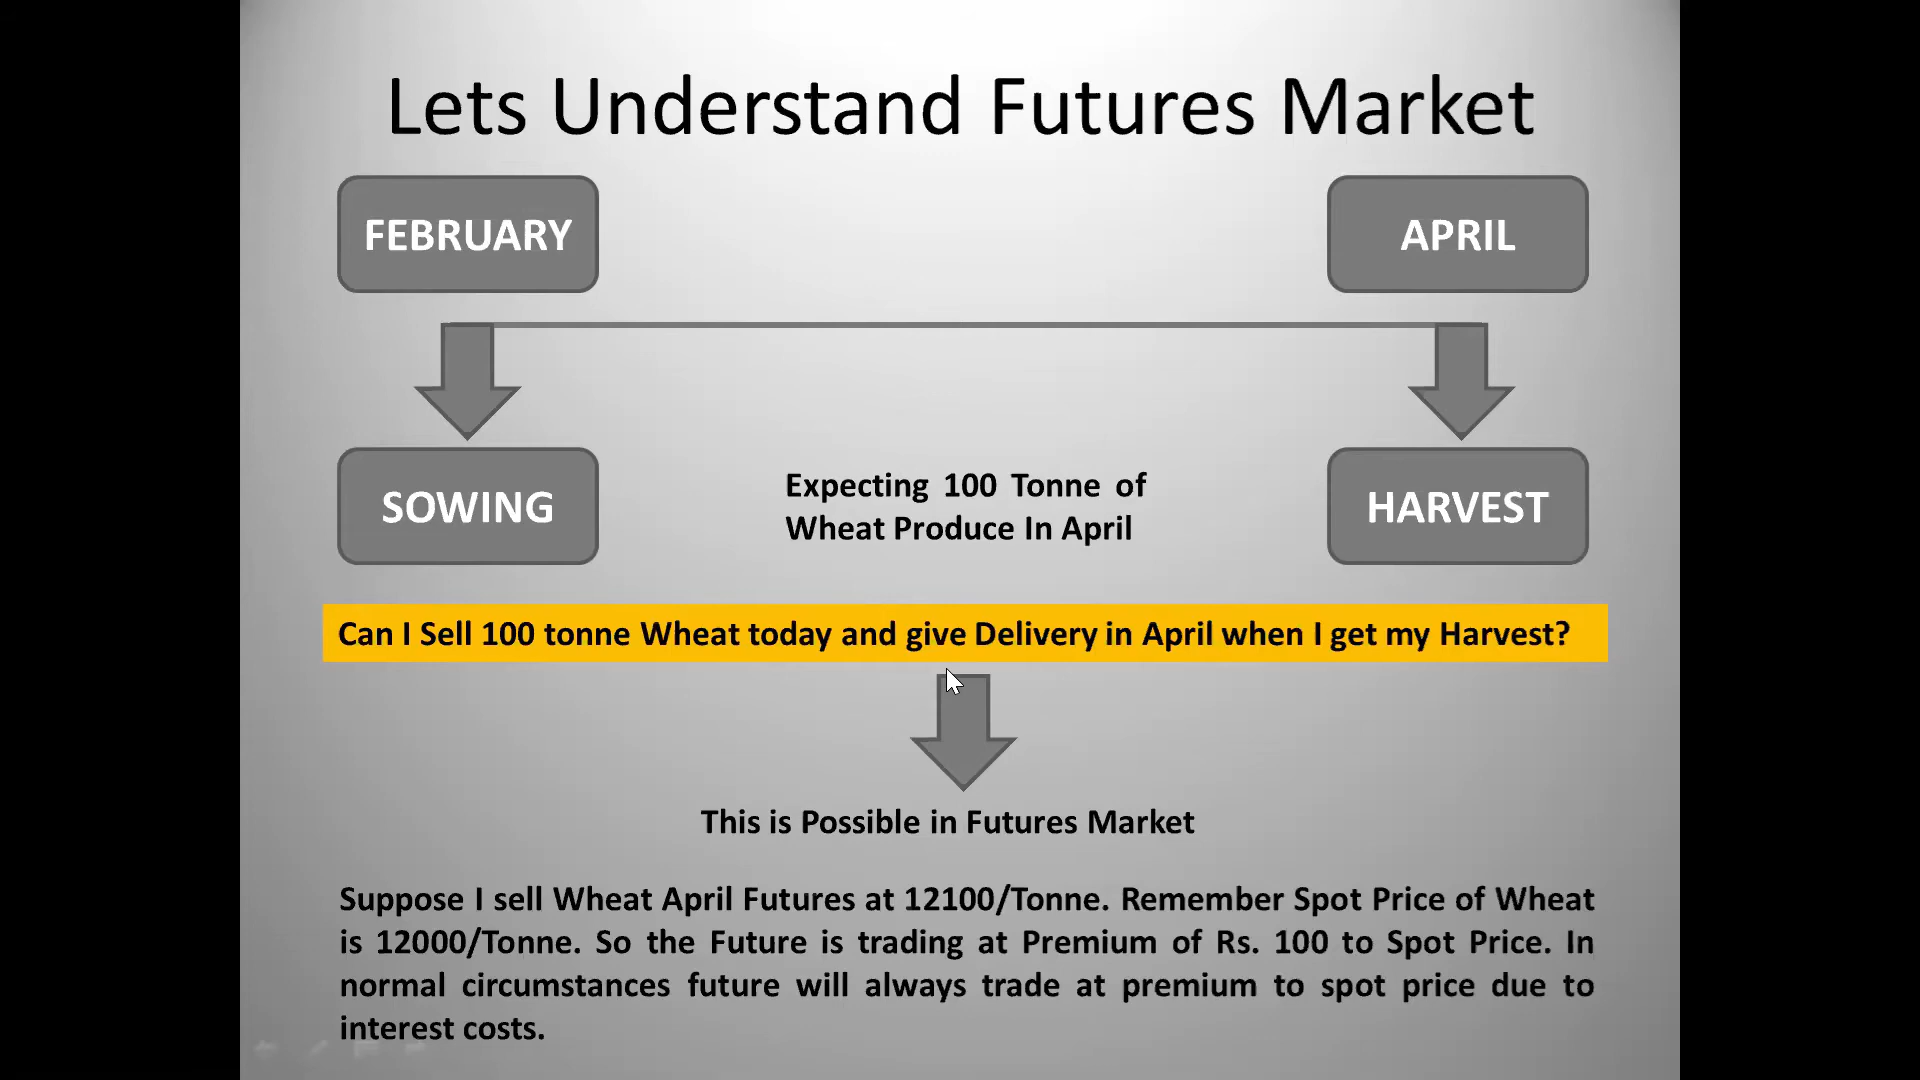 Lets Understand Futures Market
FEBRUARY
APRIL
SOWING
Expecting 100 Tonne of
Wheat Produce In April
HARVEST
Can I Sell 100 tonne Wheat today and give Delivery in April when I get my Harvest?
This is Possible in Futures Market
Suppose I sell Wheat April Futures at 12100/Tonne. Remember Spot Price of Wheat
is 12000/Tonne. So the Future is trading at Premium of Rs. 100 to Spot Price. In
normal circumstances future will always trade at premium to spot price due to
interest costs.